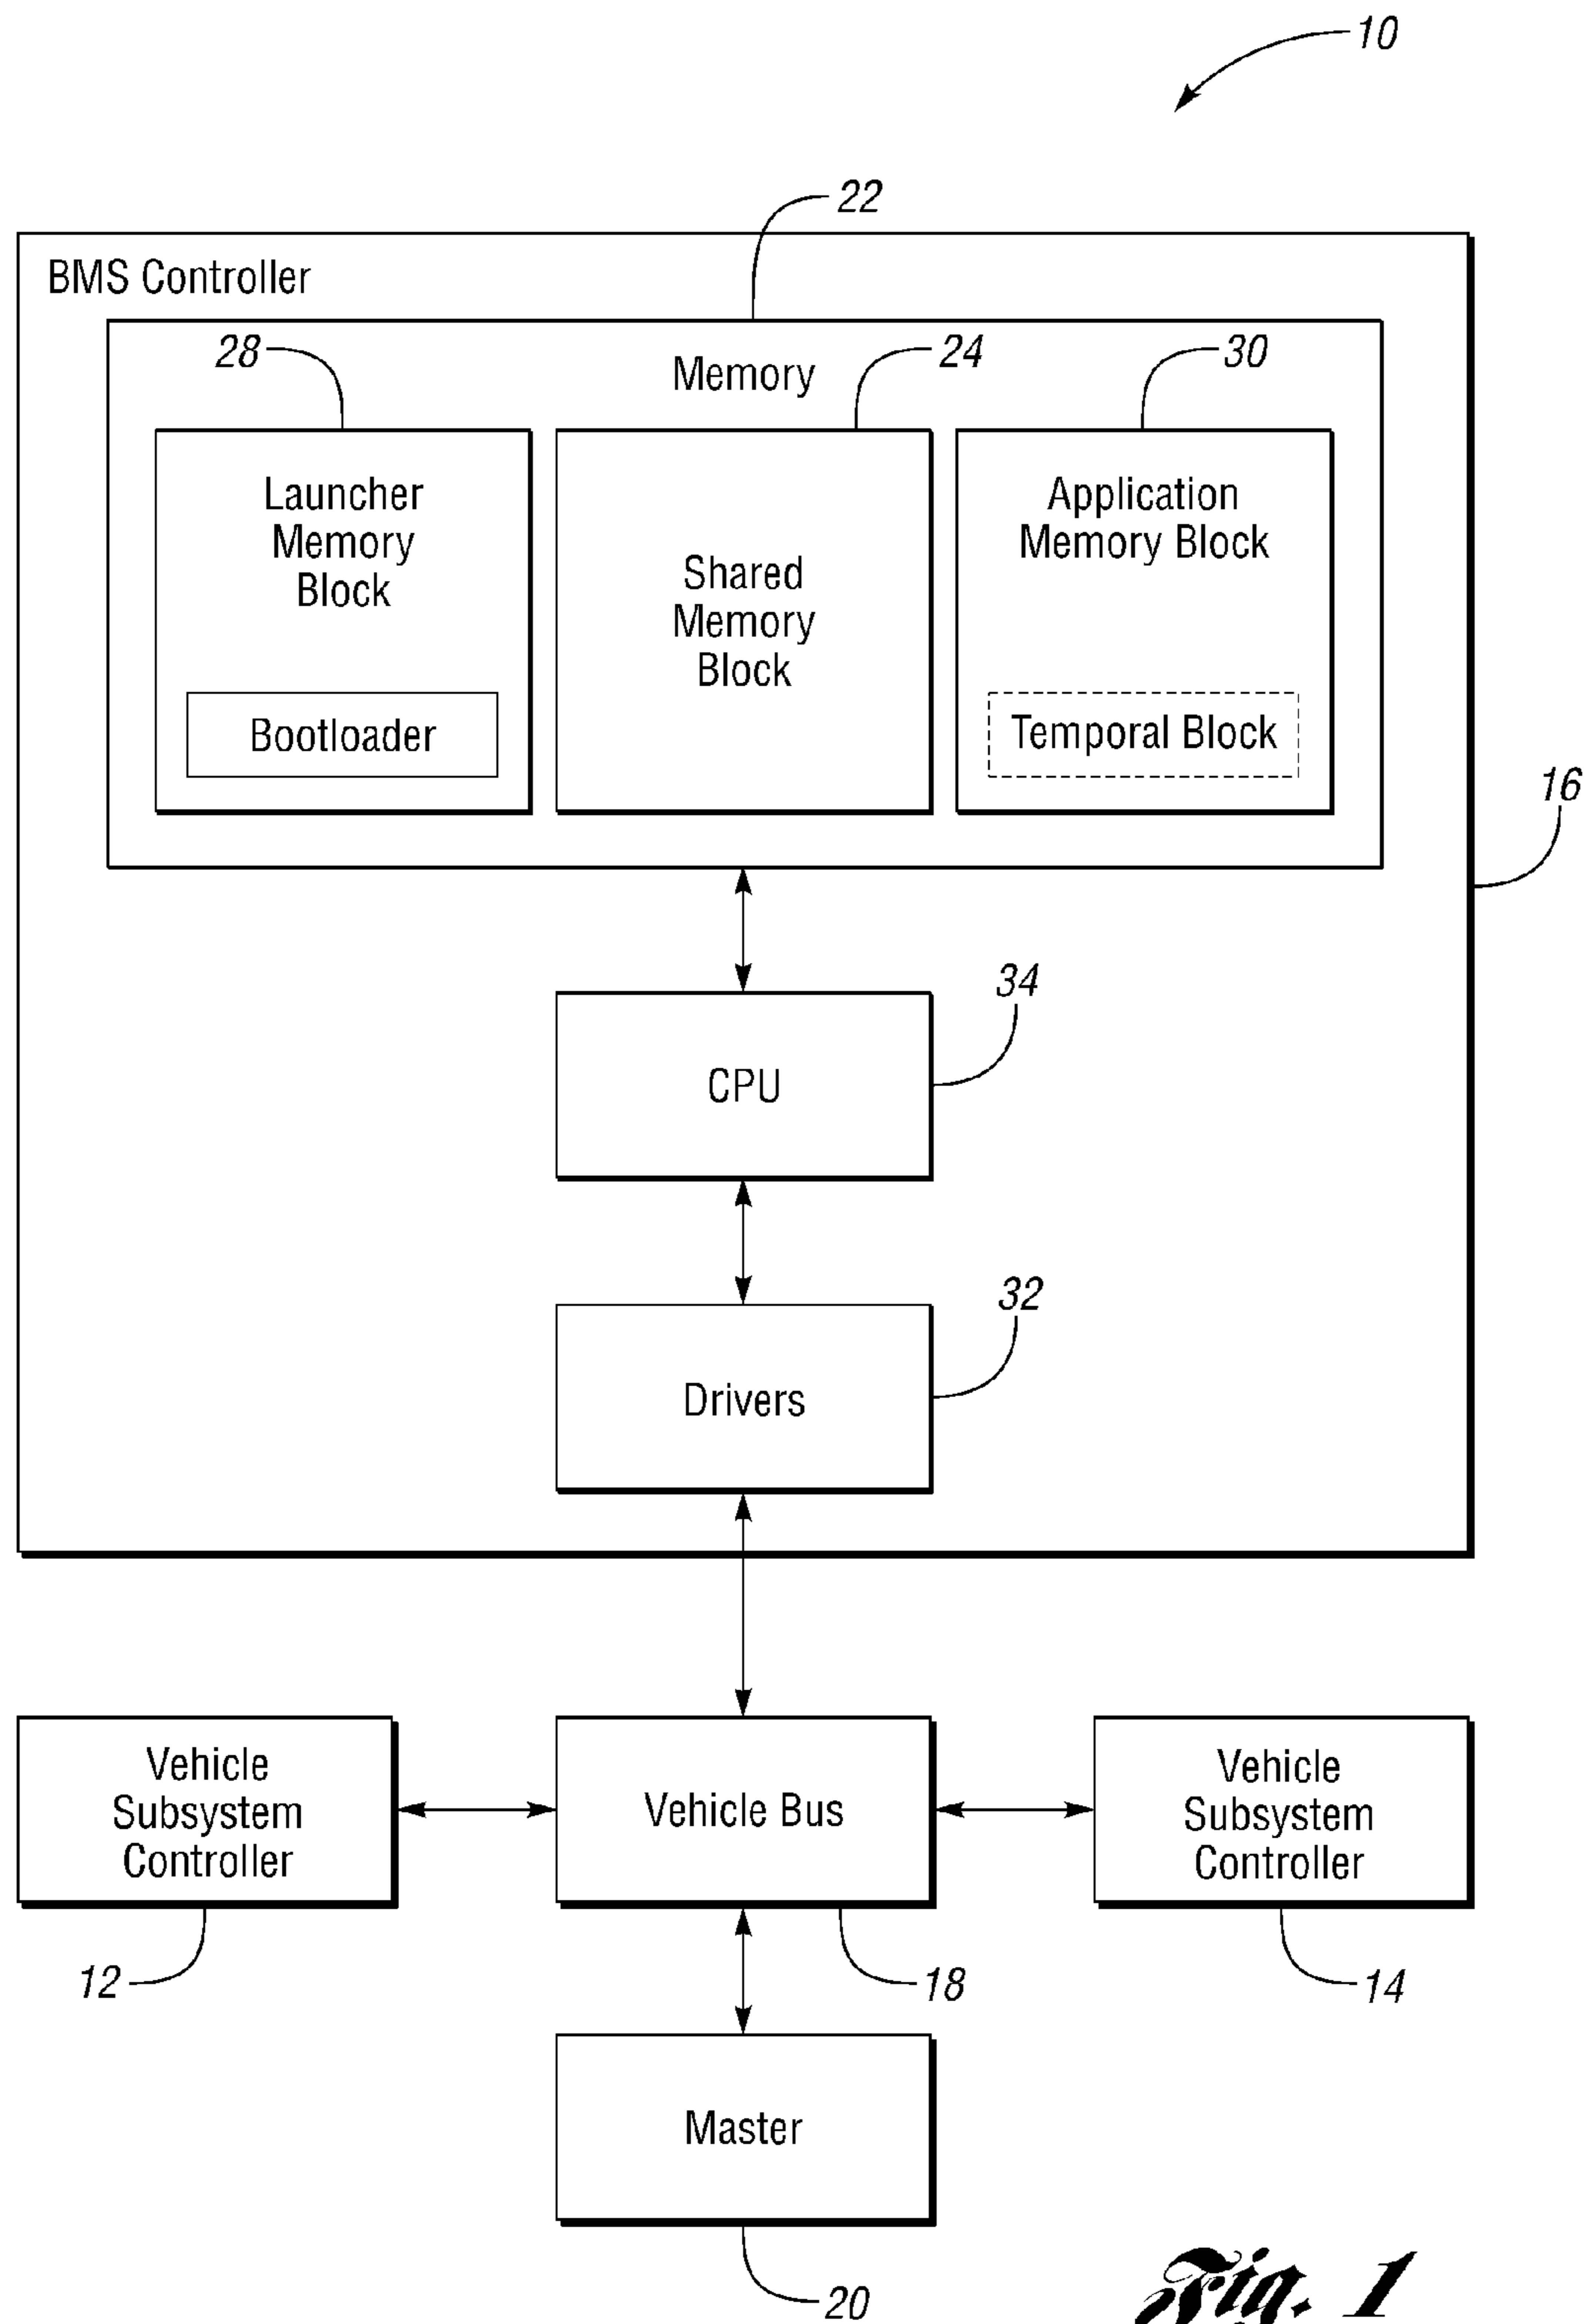 10
22
BMS Controller
28
24
30
Memory
Launcher
Memory
Block
Shared
Memory
Block
Application
Memory Block
Bootloader
Temporal Block
16
34
CPU
32
Drivers
Vehicle
Subsystem
Controller
Vehicle Bus
Vehicle
Subsystem
Controller
12
18
14
Master
20
Fig. 1